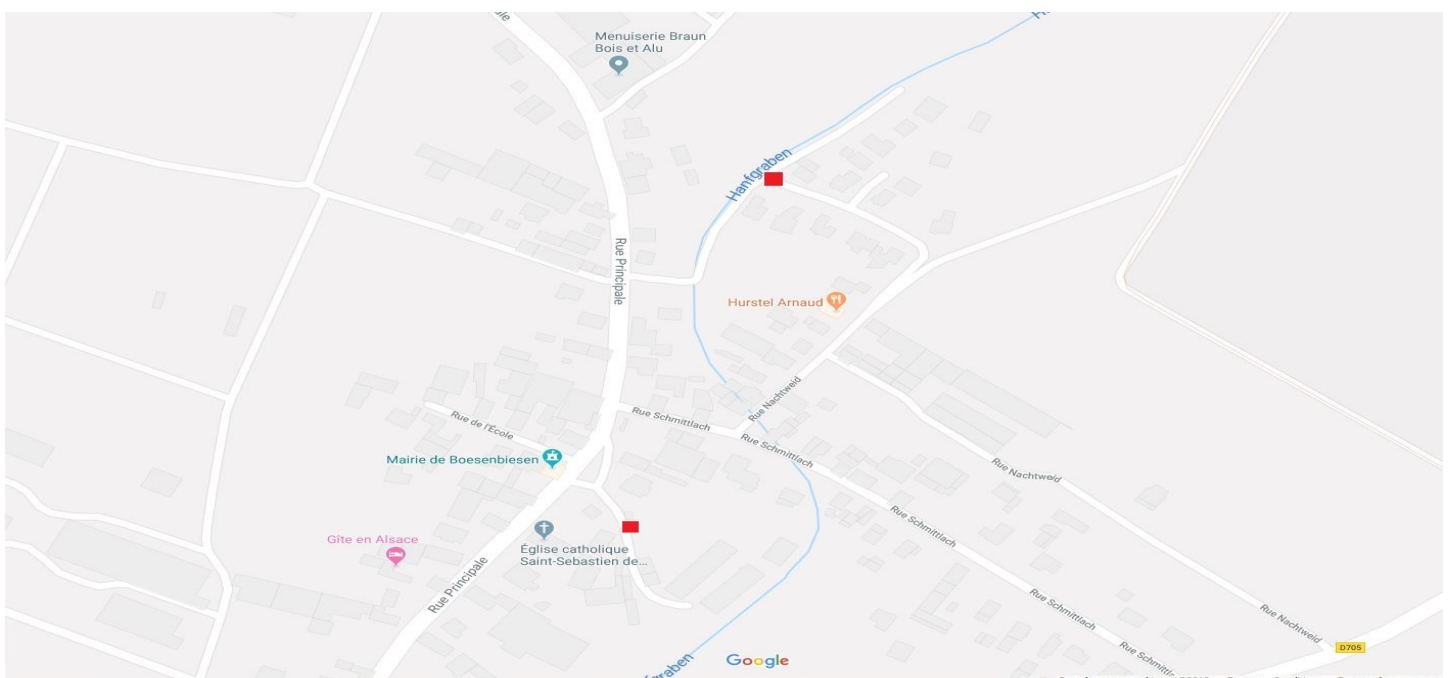 Menuiserie Braun
Bois et Alu
Hanfgraben
Rue Principale
Hurstel Arnaud
Rue Nachtweid
Rue Schmittlach
Rue de l'École
Rue Schmittlach
Mairie de Boesenbiesen
Rue Nachtweid
Rue Schmittlach
Gîte en Alsace
Église catholique
Saint-Sebastien de...
Rue Principale
Rue Schmittlach
Rue Nachtweid
D705
Google